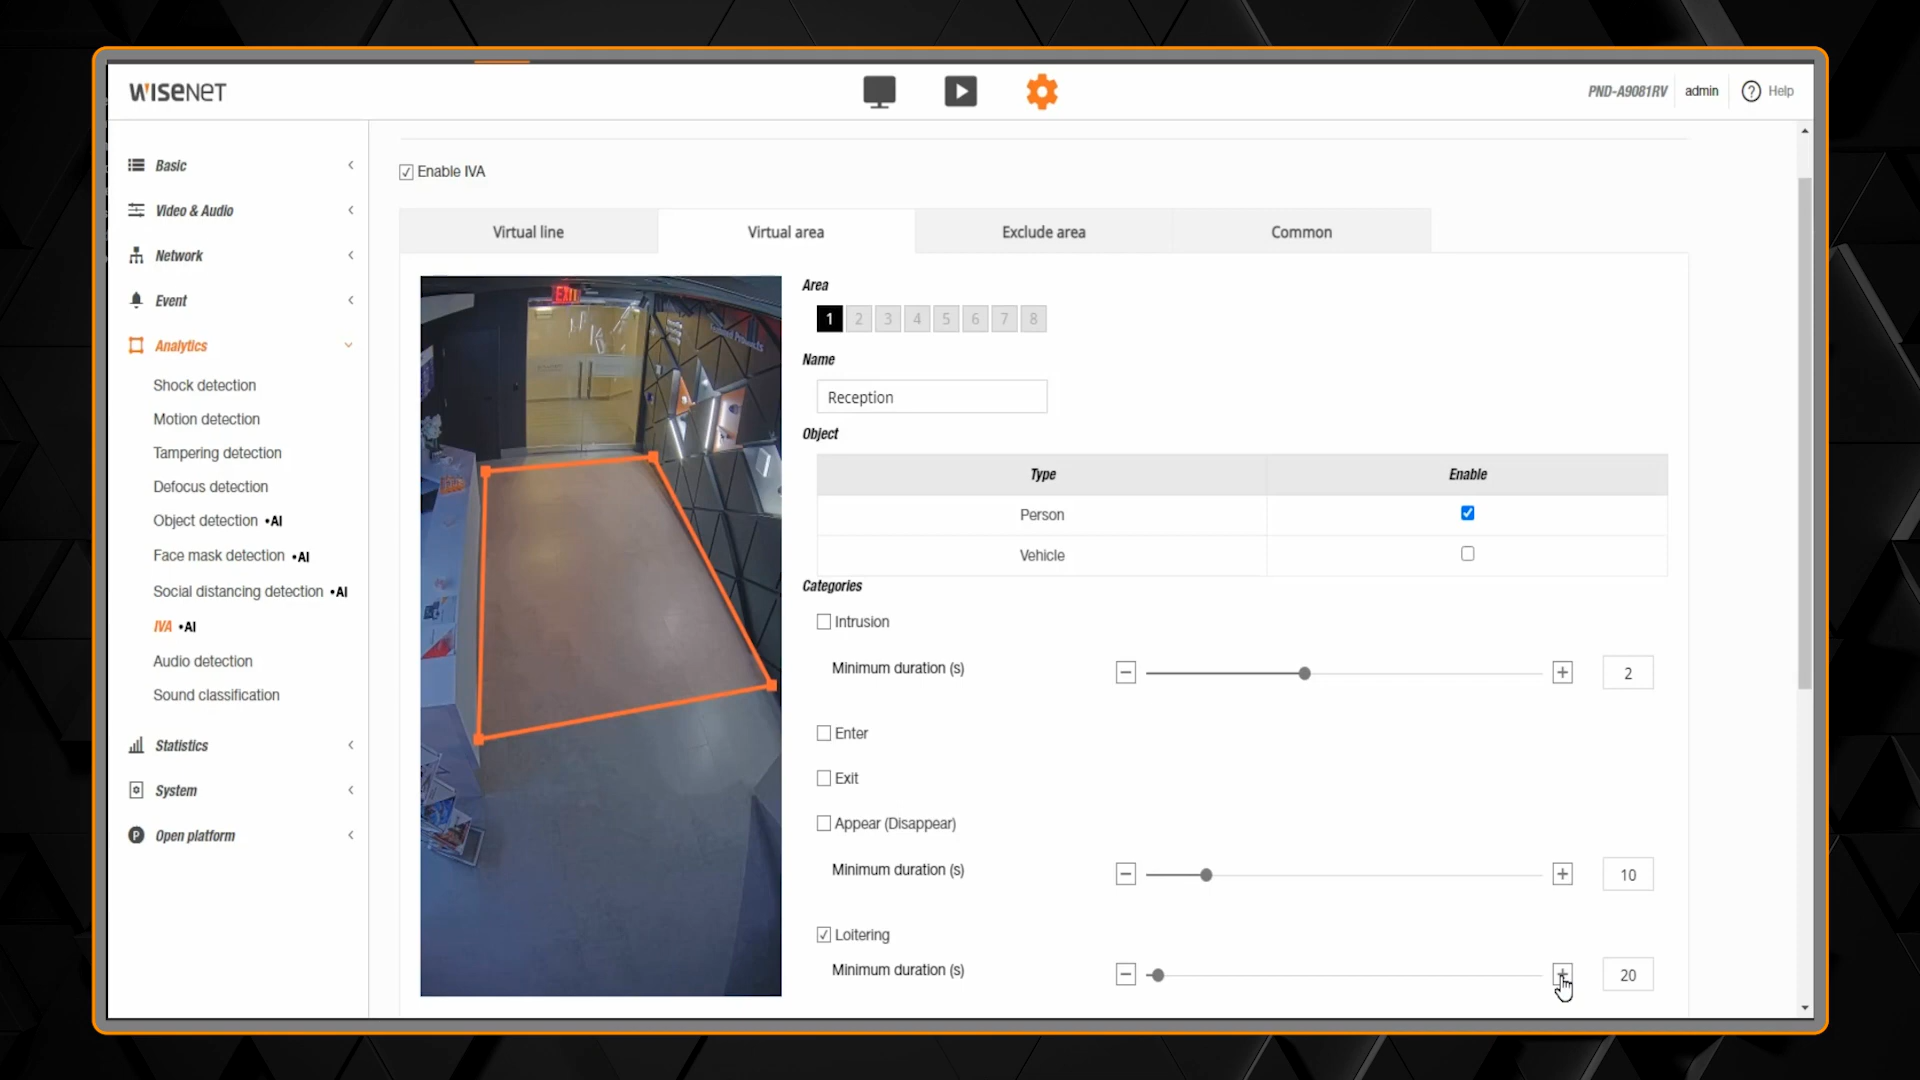 WISENET
PND-A9081RV
admin
? Help
Basic
Video & Audio
Network
Event
Analytics
Shock detection
Motion detection
Tampering detection
Defocus detection
Object detection •AI
Face mask detection •AI
Social distancing detection •AI
IVA •AI
Audio detection
Sound classification
Statistics
System
P Open platform
Enable IVA
Virtual line
Virtual area
Exclude area
Common
EXIT
Area
1 2 3 4 5 6 7 8
Name
Reception
Object
Type Enable
Person
Vehicle
Categories
Intrusion
Minimum duration (s) 2
Enter
Exit
Appear (Disappear)
Minimum duration (s) 10
Loitering
Minimum duration (s) 20